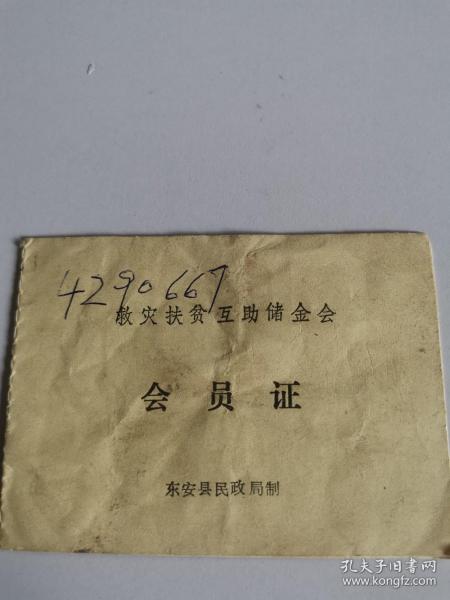 4290667
救灾扶贫互助储金会
会员证
东安县民政局制
孔夫子旧书网
www.kongfz.com